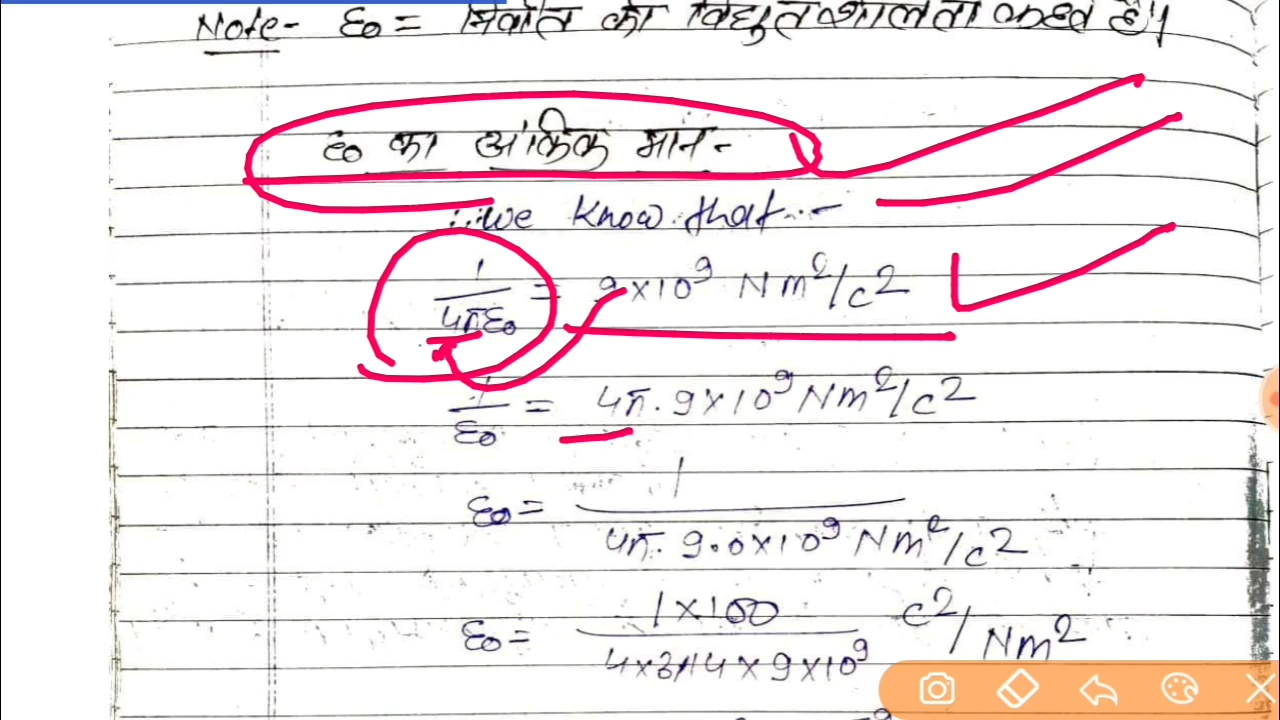 Note- ε₀ = निर्वात की विद्युतशीलता कहते हैं।
ε₀ का आंकिक मान-
∴ we know that :-
1/4πε₀ = 9×10⁹ Nm²/c²
1/ε₀ = 4π. 9×10⁹ Nm²/c²
ε₀ = 1/4π. 9.0×10⁹ Nm²/c²
ε₀ = 1×100/4×314×9×10⁹ c²/Nm²